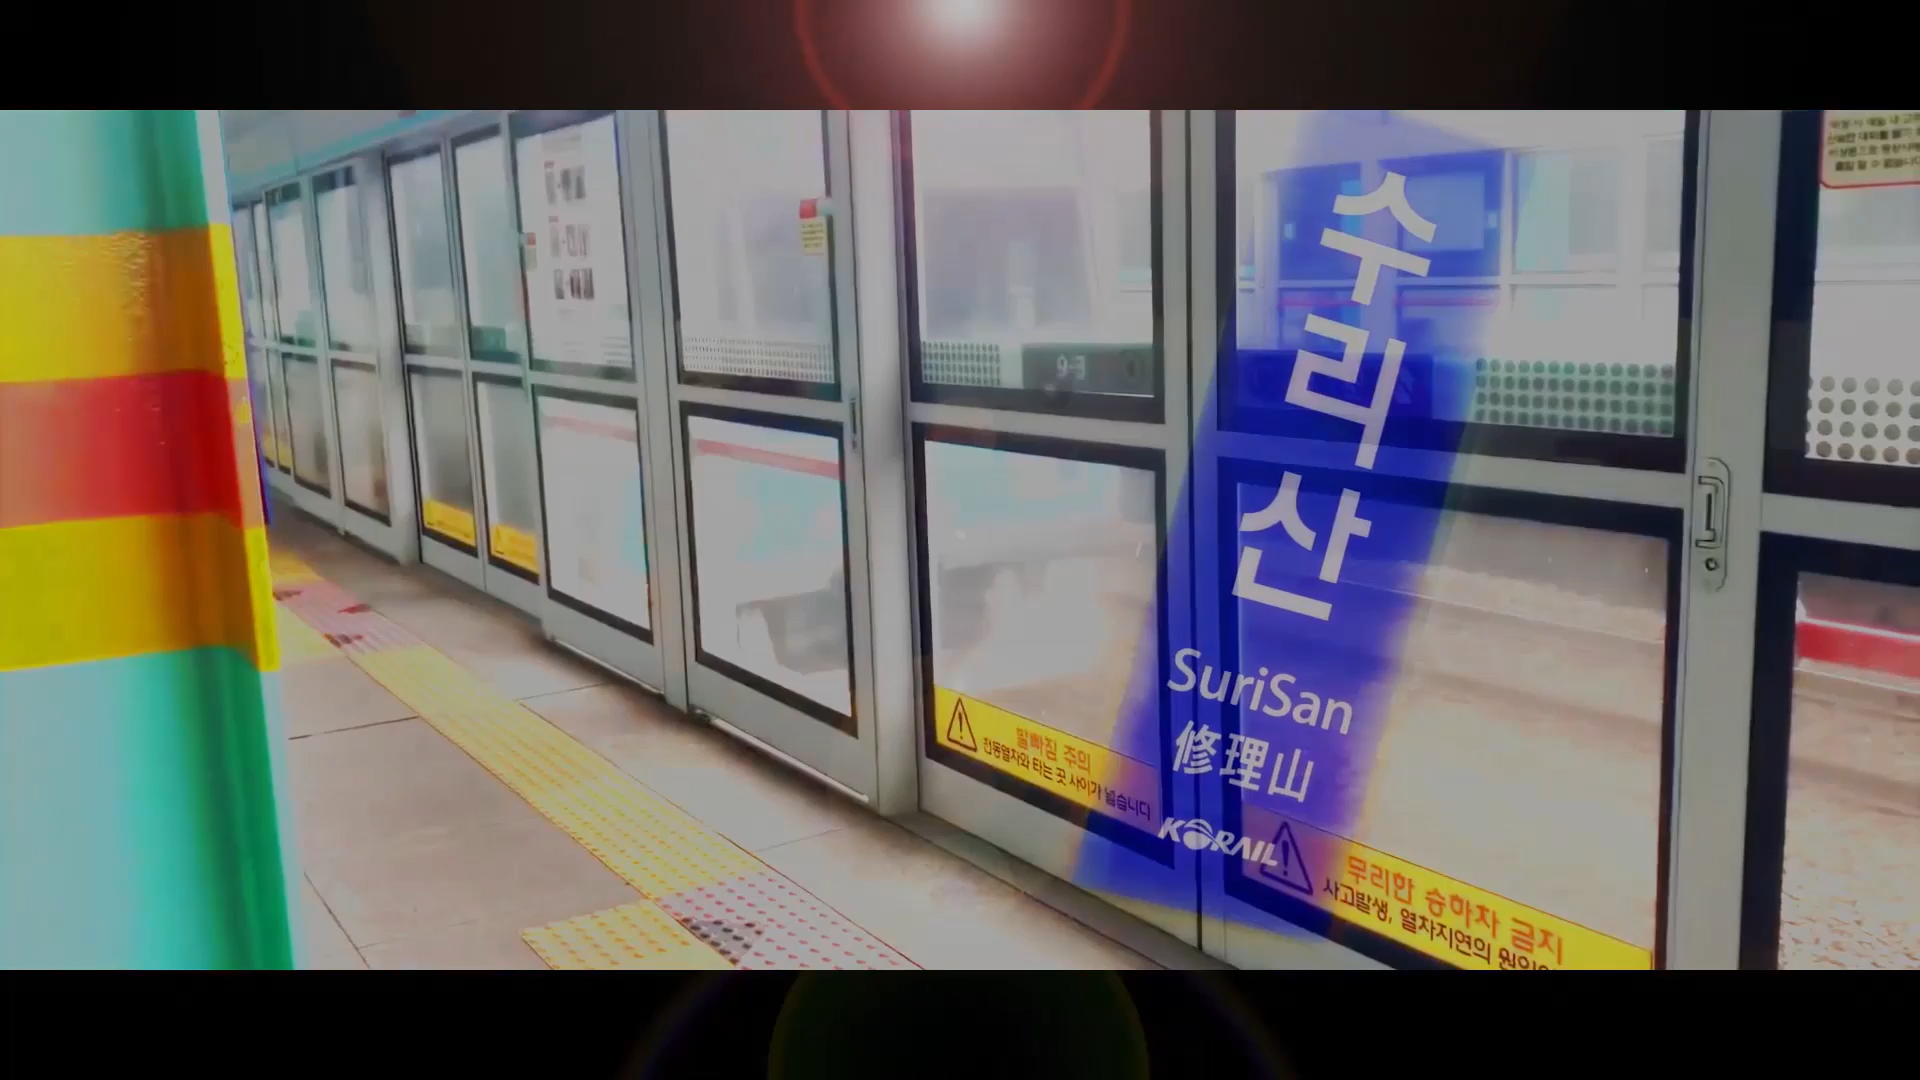 수리산
SuriSan
修理山
KORAIL
9-3
발빠짐 주의
전동열차와 타는 곳 사이가 넓습니다
무리한 승하차 금지
사고발생, 열차지연의 원인이